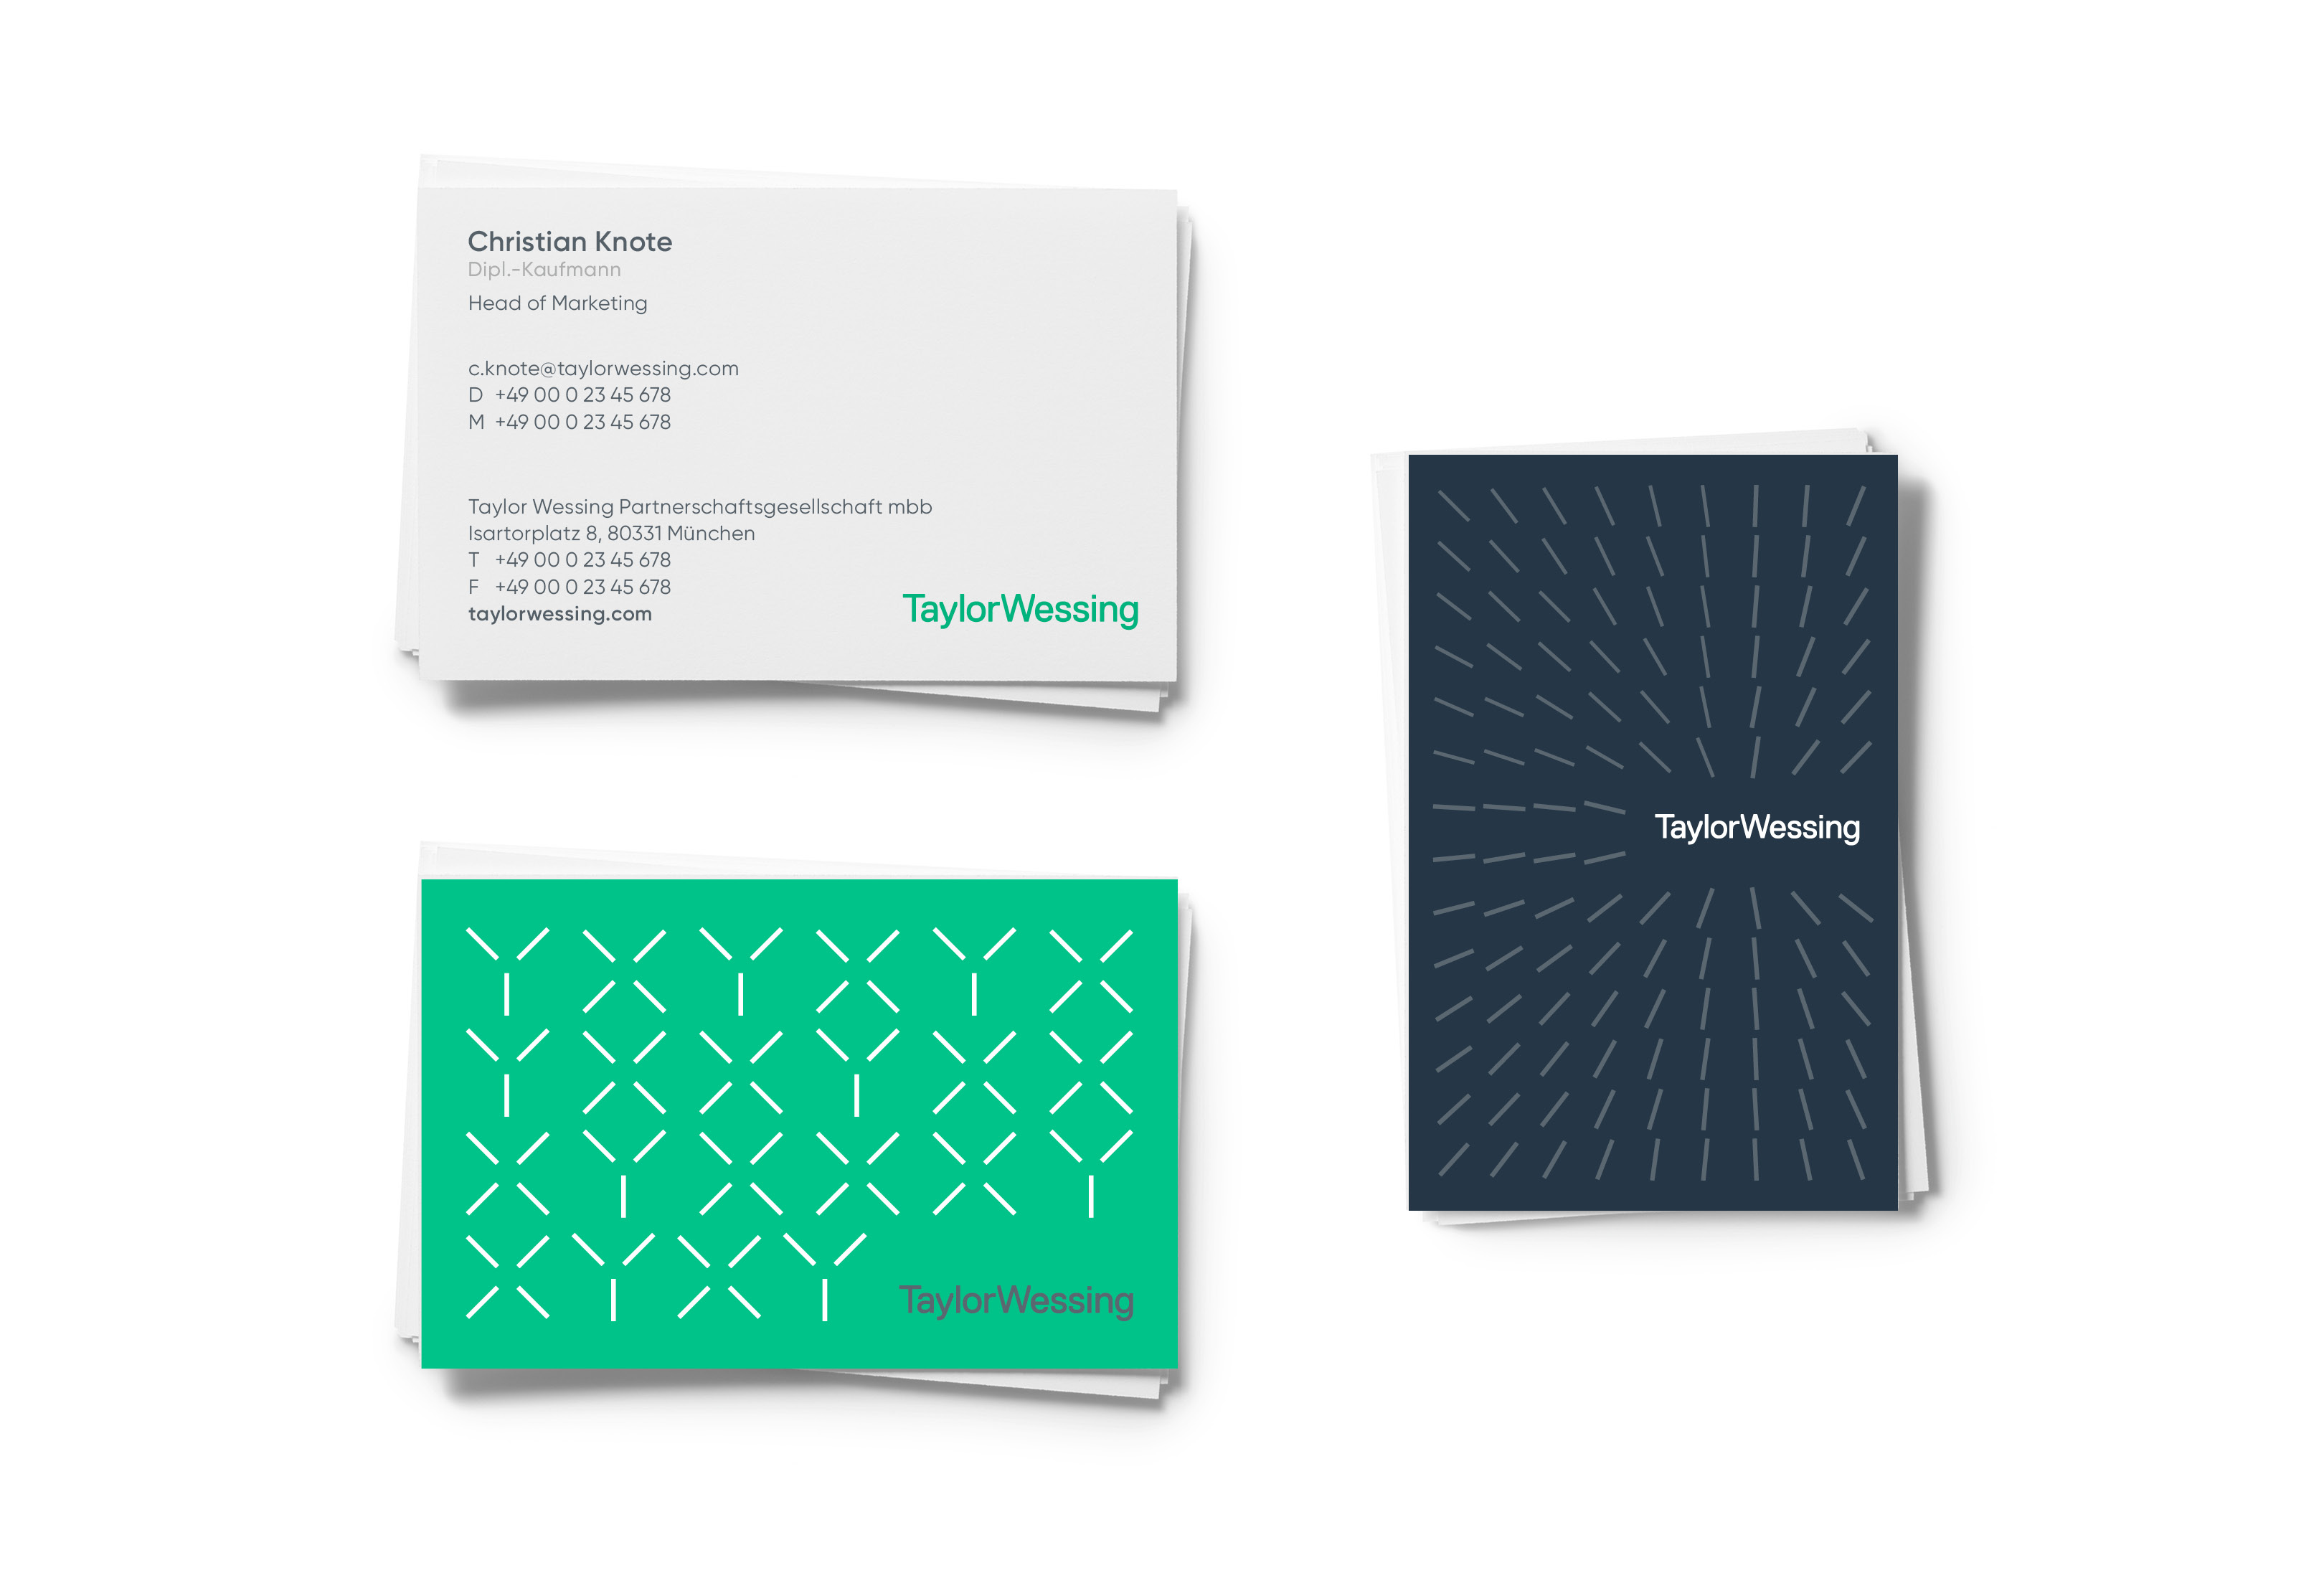 Christian Knote
Dipl.-Kaufmann
Head of Marketing
c.knote@taylorwessing.com
D +49 00 0 23 45 678
M +49 00 0 23 45 678
Taylor Wessing Partnerschaftsgesellschaft mbb
Isartorplatz 8, 80331 München
T +49 00 0 23 45 678
F +49 00 0 23 45 678
taylorwessing.com
TaylorWessing
TaylorWessing
TaylorWessing